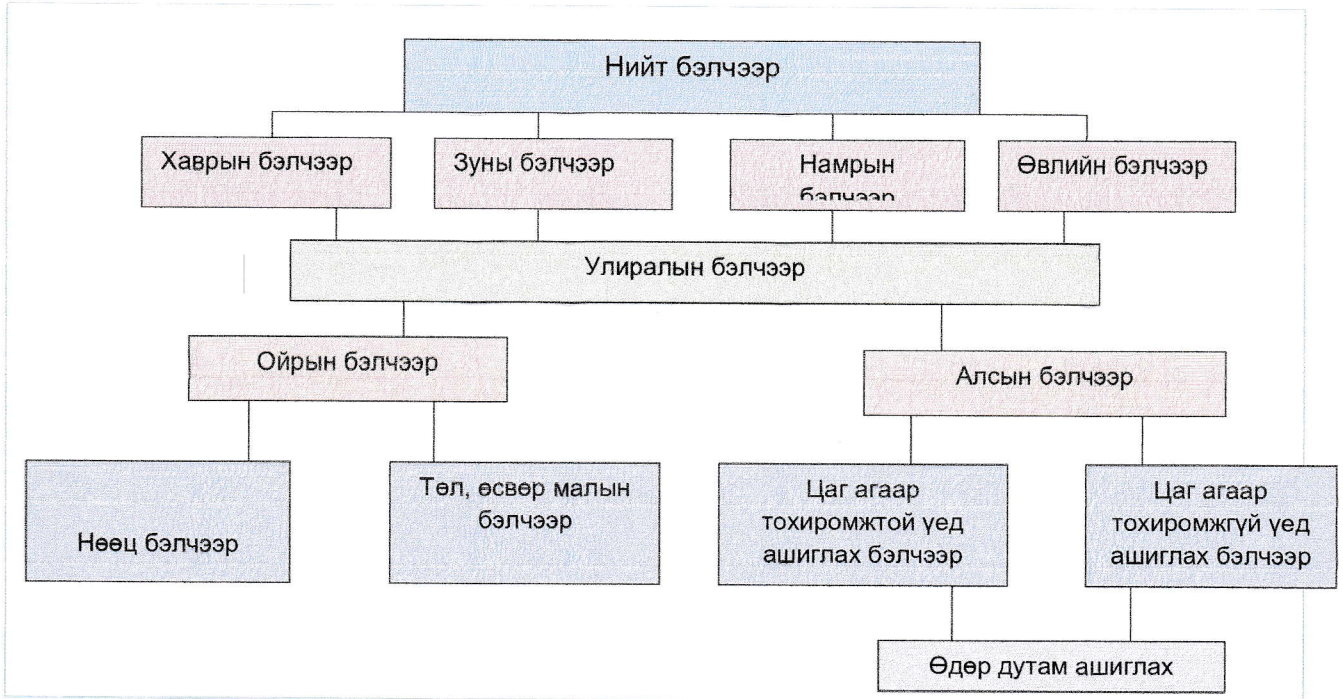 Нийт бэлчээр
Хаврын бэлчээр
Зуны бэлчээр
Намрын
бэлчээр
Өвлийн бэлчээр
Улиралын бэлчээр
Ойрын бэлчээр
Алсын бэлчээр
Нөөц бэлчээр
Төл, өсвөр малын
бэлчээр
Цаг агаар
тохиромжтой үед
ашиглах бэлчээр
Цаг агаар
тохиромжгүй үед
ашиглах бэлчээр
Өдөр дутам ашиглах